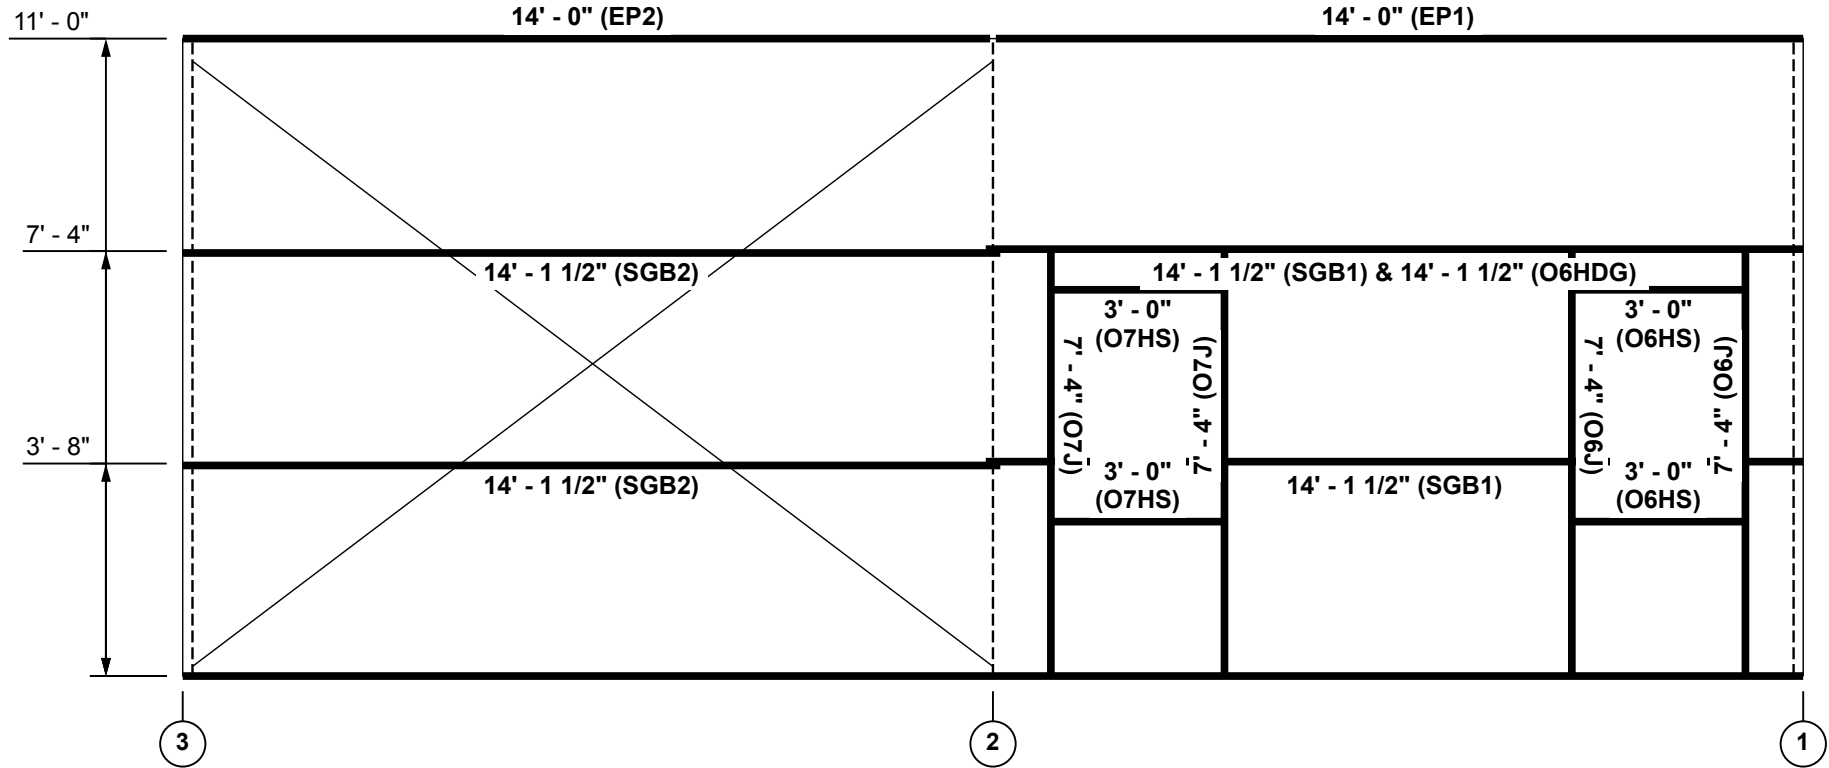 11' - 0"
14' - 0" (EP2)
14' - 0" (EP1)
7' - 4"
14' - 1 1/2" (SGB2)
14' - 1 1/2" (SGB1) & 14' - 1 1/2" (O6HDG)
3' - 0"
(O7HS)
3' - 0"
(O6HS)
7' - 4" (O7J)
7' - 4" (O7J)
7' - 4" (O6J)
7' - 4" (O6J)
3' - 8"
14' - 1 1/2" (SGB2)
3' - 0"
(O7HS)
14' - 1 1/2" (SGB1)
3' - 0"
(O6HS)
3
2
1